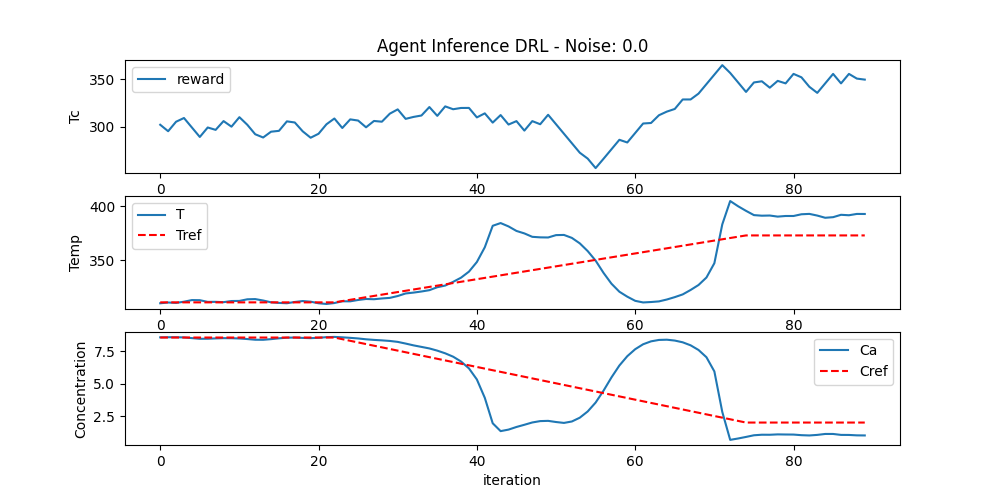 Agent Inference DRL - Noise: 0.0
350
300
Tc
reward
0 20 40 60 80
400
350
Temp
T
Tref
0 20 40 60 80
7.5
5.0
2.5
Concentration
Ca
Cref
0 20 40 60 80
iteration